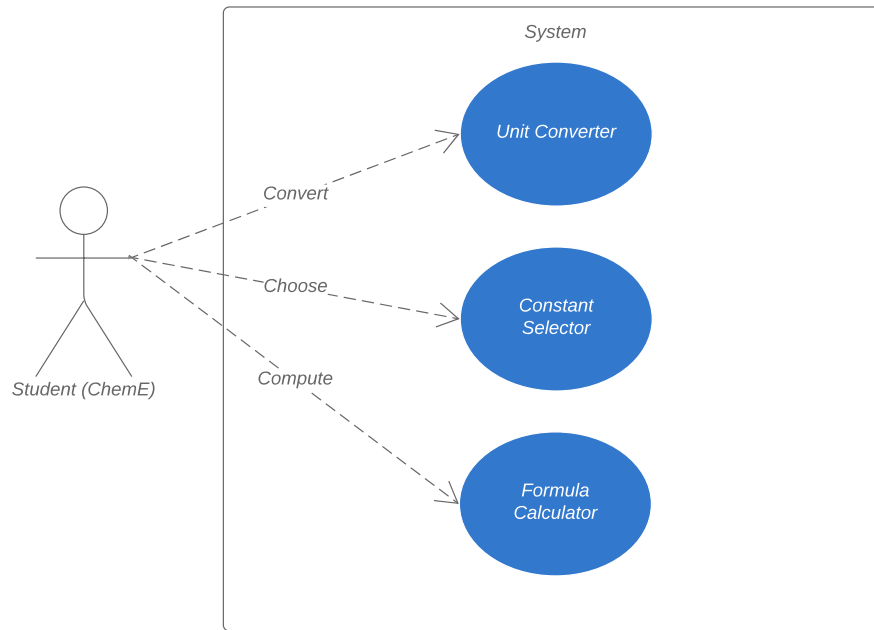 System
Unit Converter
Convert
Choose
Constant
Selector
Compute
Student (ChemE)
Formula
Calculator